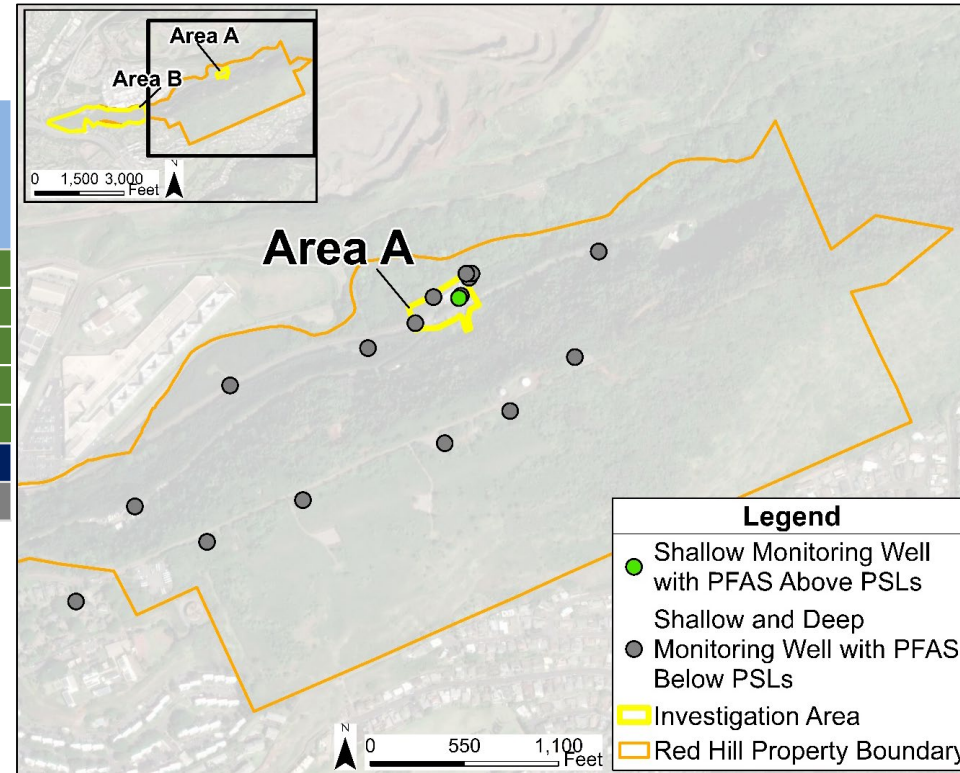 Area A
Area B
N
0 1,500 3,000
Feet
Area A
Legend
Shallow Monitoring Well
with PFAS Above PSLs
Shallow and Deep
Monitoring Well with PFAS
Below PSLs
Investigation Area
Red Hill Property Boundary
N
0 550 1,100
Feet